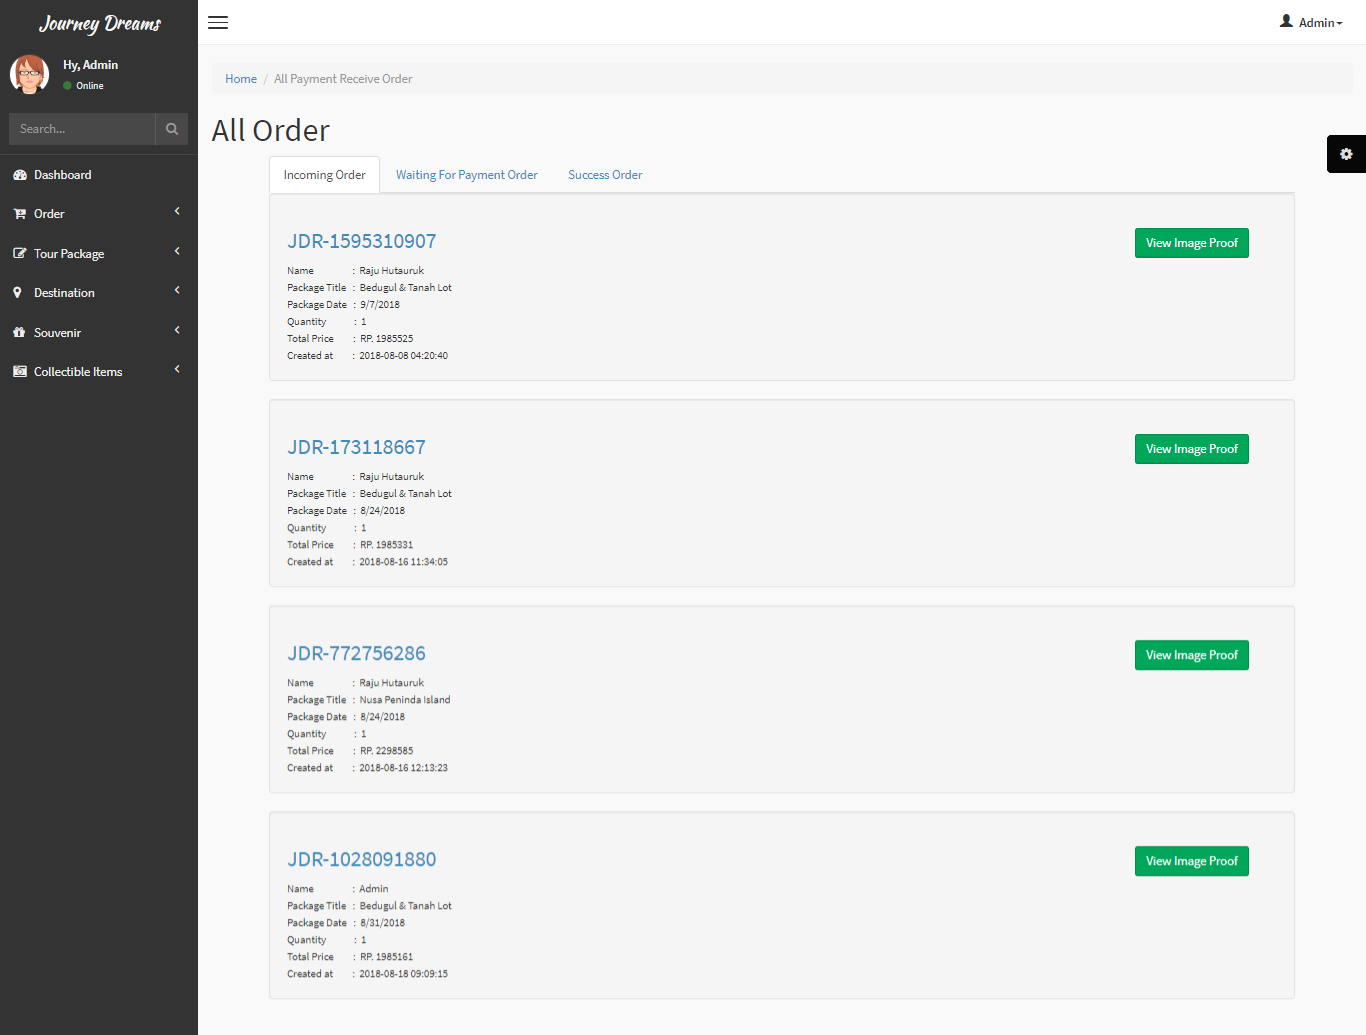 Journey Dreams
Admin
Hy, Admin
Online
Search...
Dashboard
Order
Tour Package
Destination
Souvenir
Collectible Items
Home / All Payment Receive Order
All Order
Incoming Order Waiting For Payment Order Success Order
JDR-1595310907
View Image Proof
Name : Raju Hutauruk
Package Title : Bedugul & Tanah Lot
Package Date : 9/7/2018
Quantity : 1
Total Price : RP. 1985525
Created at : 2018-08-08 04:20:40
JDR-173118667
View Image Proof
Name : Raju Hutauruk
Package Title : Bedugul & Tanah Lot
Package Date : 8/24/2018
Quantity : 1
Total Price : RP. 1985331
Created at : 2018-08-16 11:34:05
JDR-772756286
View Image Proof
Name : Raju Hutauruk
Package Title : Nusa Peninda Island
Package Date : 8/24/2018
Quantity : 1
Total Price : RP. 2298585
Created at : 2018-08-16 12:13:23
JDR-1028091880
View Image Proof
Name : Admin
Package Title : Bedugul & Tanah Lot
Package Date : 8/31/2018
Quantity : 1
Total Price : RP. 1985161
Created at : 2018-08-18 09:09:15